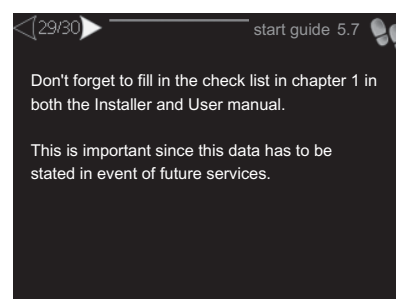 29/30 start guide 5.7
Don't forget to fill in the check list in chapter 1 in
both the Installer and User manual.
This is important since this data has to be
stated in event of future services.